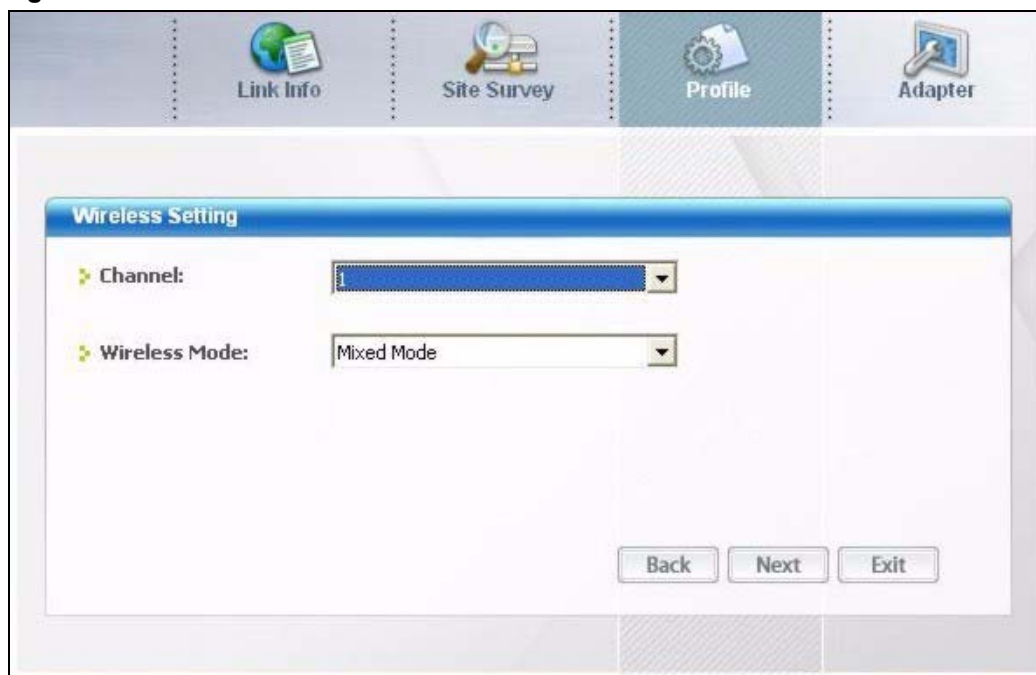 Link Info
Site Survey
Profile
Adapter
Wireless Setting
Channel:
1
Wireless Mode:
Mixed Mode
Back
Next
Exit